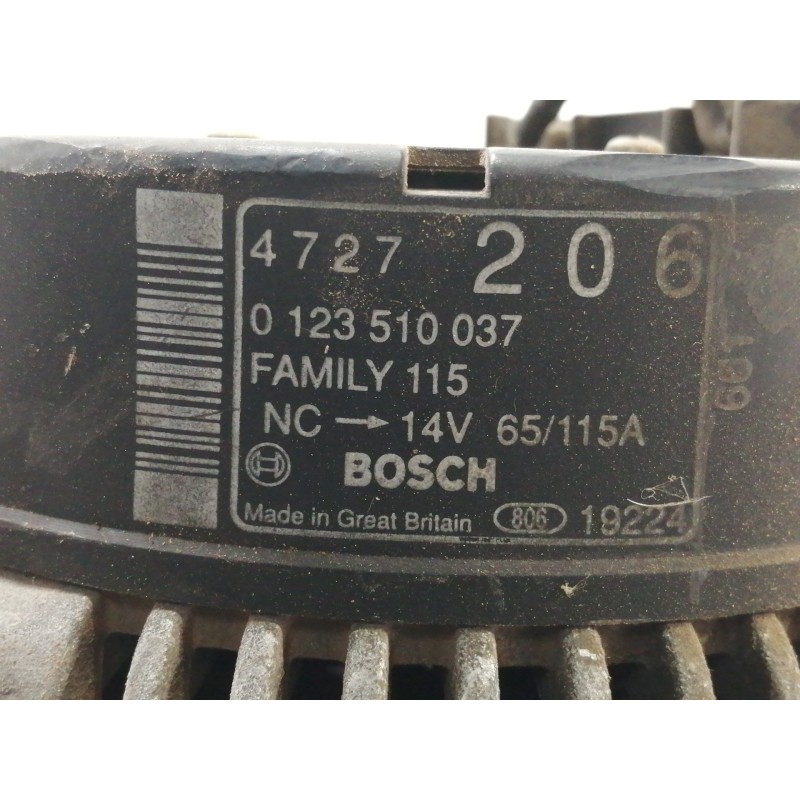 4727 206
0 123 510 037
FAMILY 115
NC → 14V 65/115A
BOSCH
Made in Great Britain 806 19224